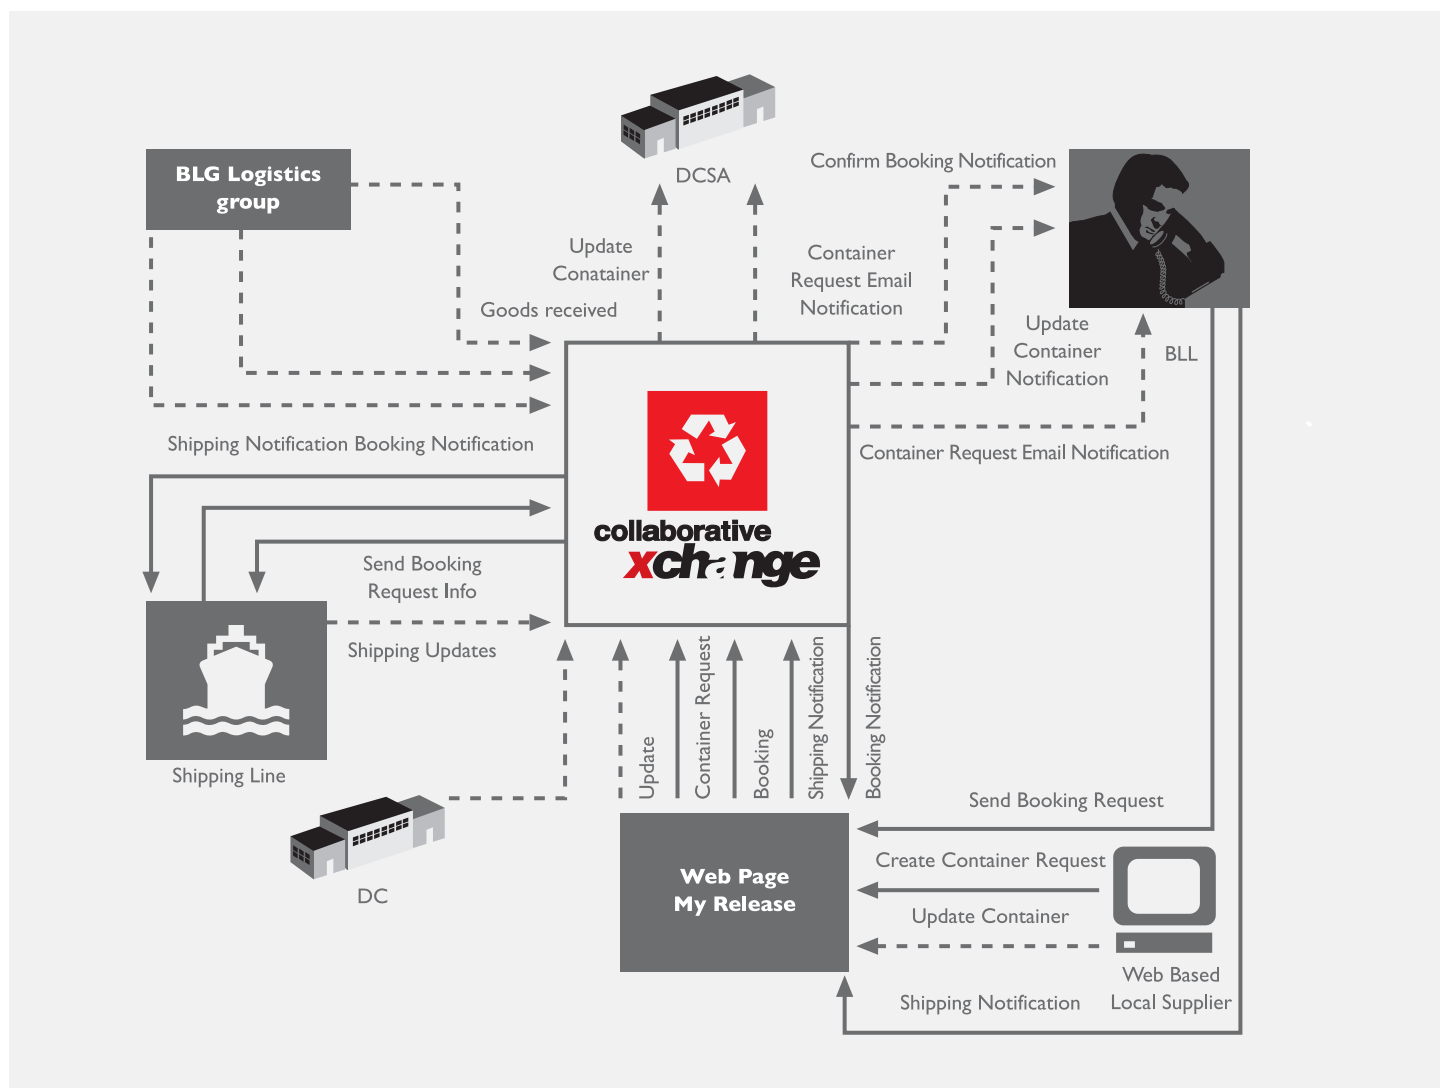 DCSA
BLG Logistics
group
Confirm Booking Notification
Update
Conatainer
Container
Request Email
Notification
Goods received
Update
Container
Notification
BLL
Shipping Notification Booking Notification
Container Request Email Notification
collaborative
xchange
Send Booking
Request Info
Shipping Updates
Shipping Line
Update
Container Request
Booking
Shipping Notification
Booking Notification
DC
Send Booking Request
Web Page
My Release
Create Container Request
Update Container
Web Based
Local Supplier
Shipping Notification